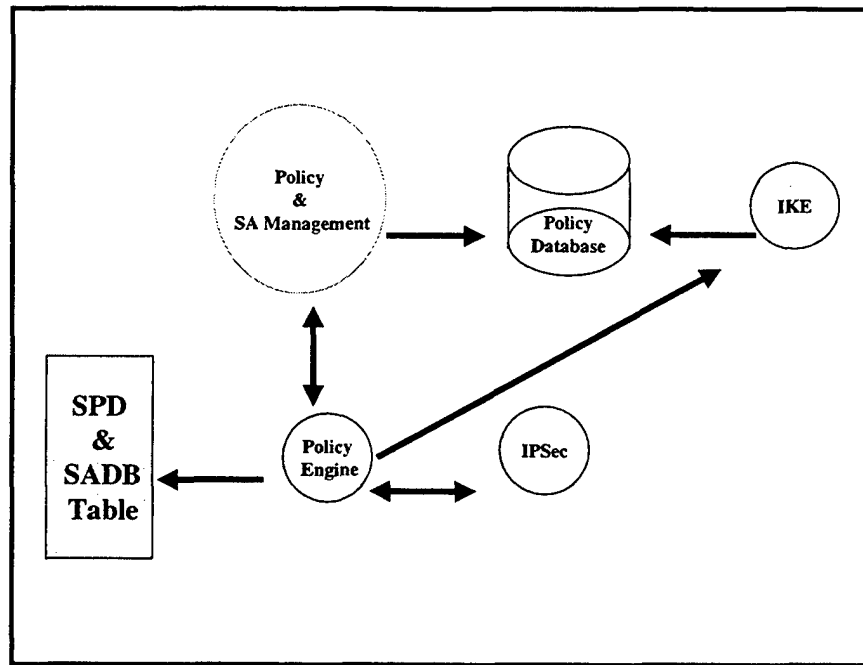 Policy
&
SA Management
Policy
Database
IKE
SPD
&
SADB
Table
Policy
Engine
IPSec